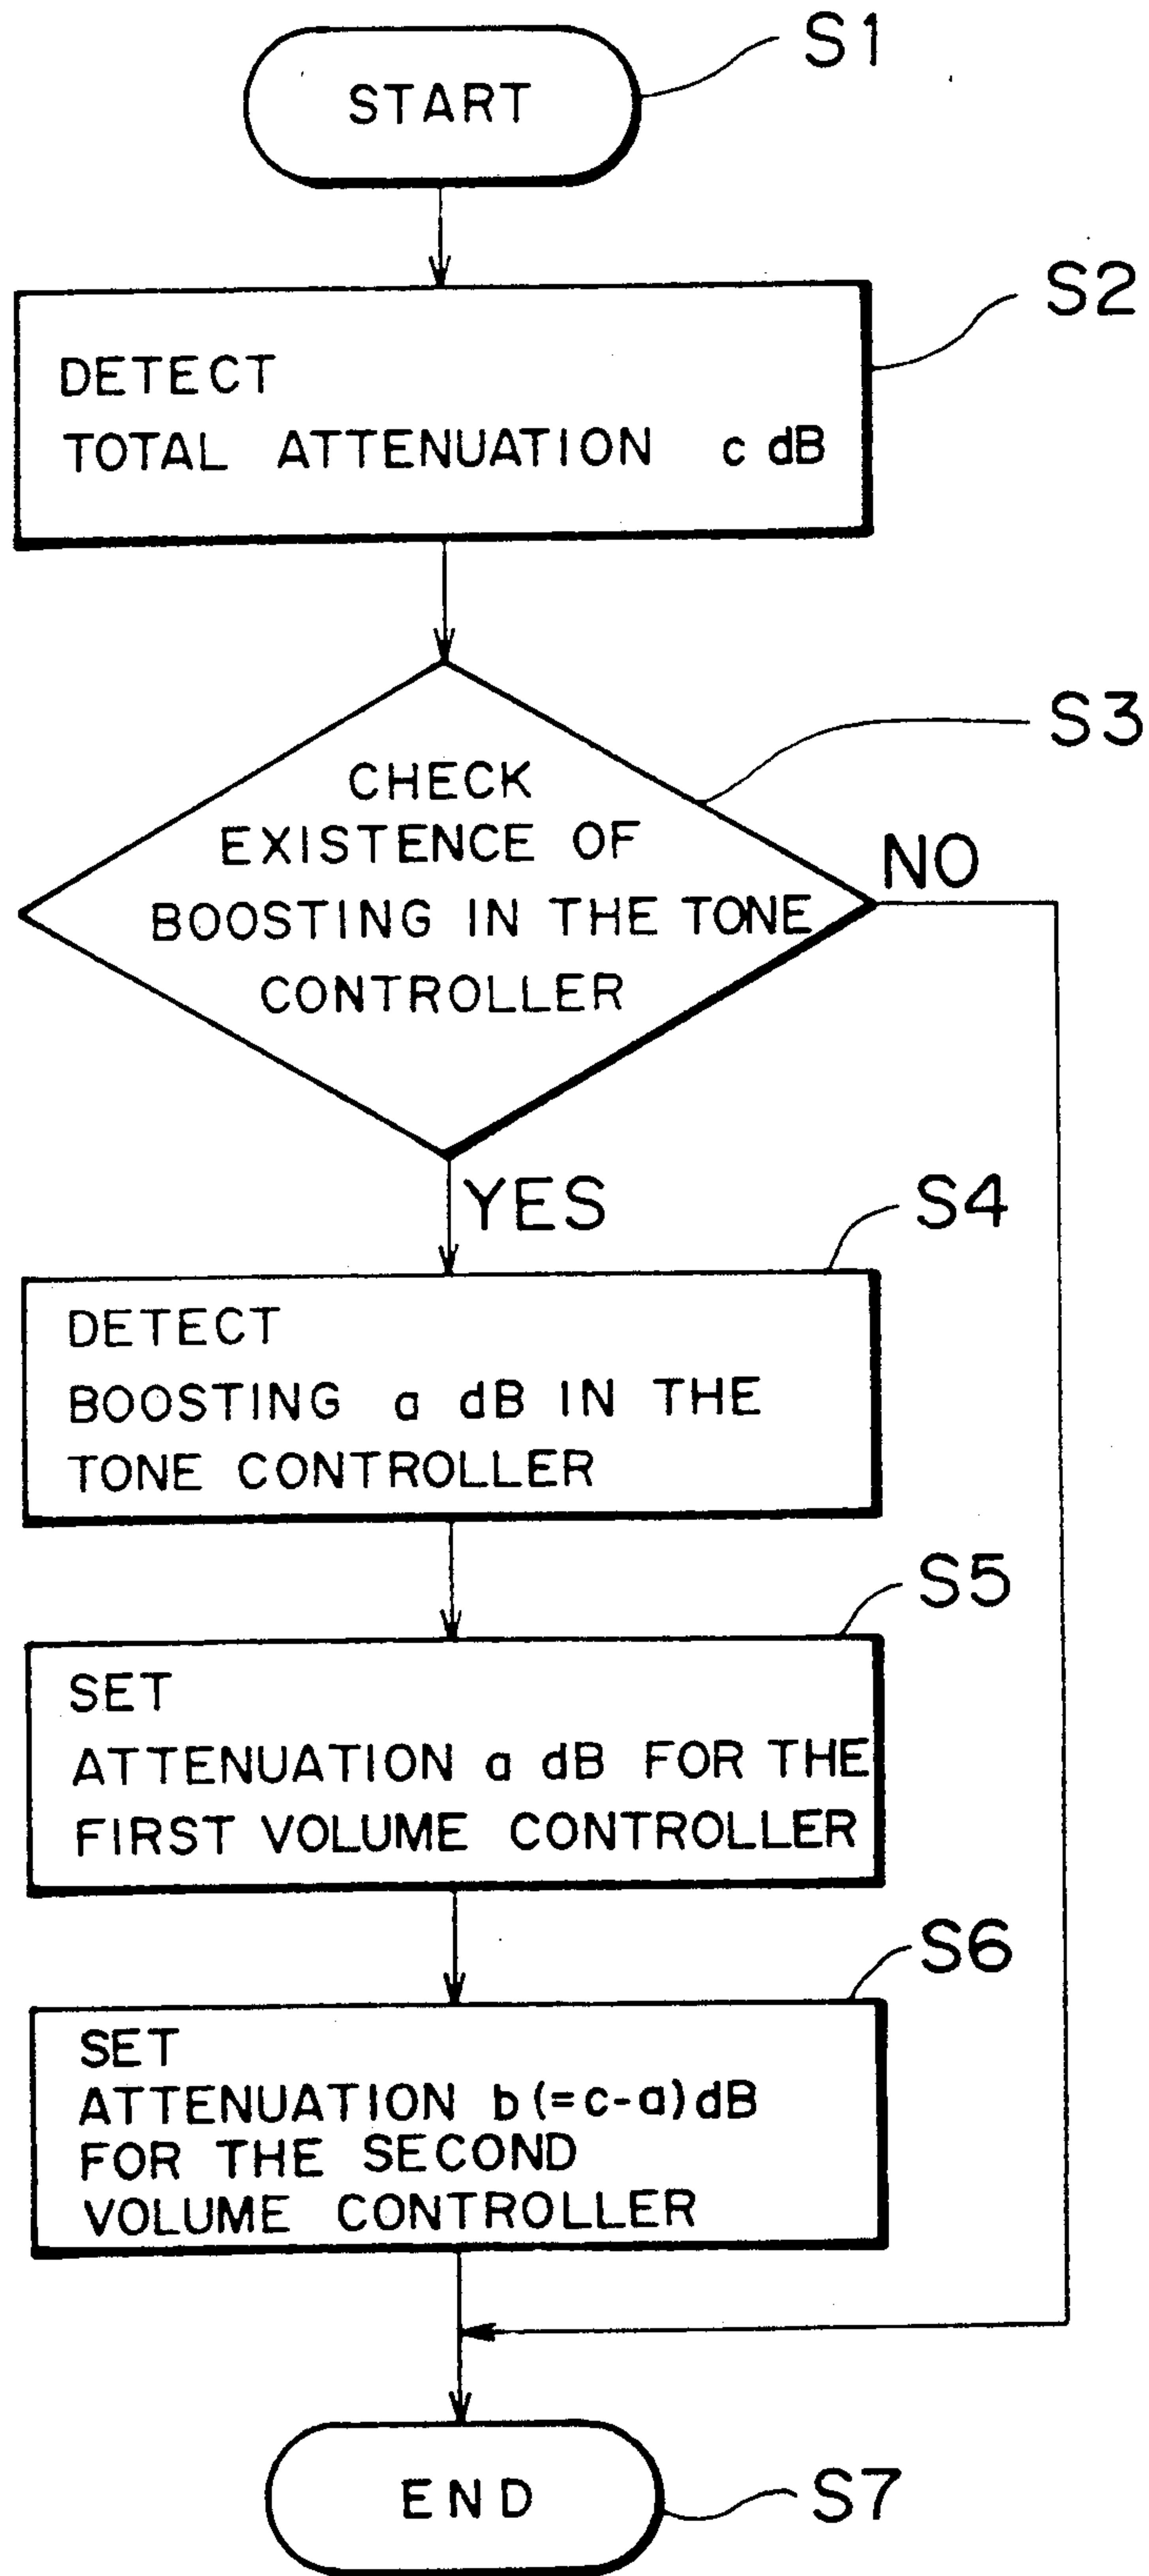 START
S1
S2
DETECT
TOTAL ATTENUATION c dB
S3
CHECK
EXISTENCE OF
BOOSTING IN THE TONE
CONTROLLER
NO
YES
S4
DETECT
BOOSTING a dB IN THE
TONE CONTROLLER
S5
SET
ATTENUATION a dB FOR THE
FIRST VOLUME CONTROLLER
S6
SET
ATTENUATION b(=c-a)dB
FOR THE SECOND
VOLUME CONTROLLER
END
S7